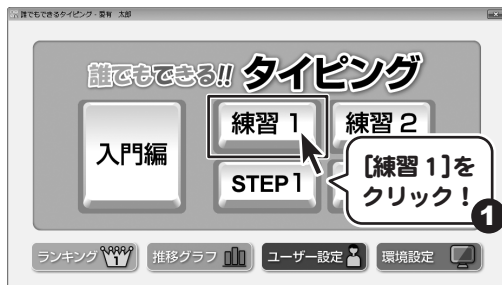 誰でもできるタイピング - 翌有 太郎
誰でもできる!! タイピング
入門編
練習 1
練習 2
STEP1
[練習 1]を
クリック!
1
ランキング 1
推移グラフ
ユーザー設定
環境設定